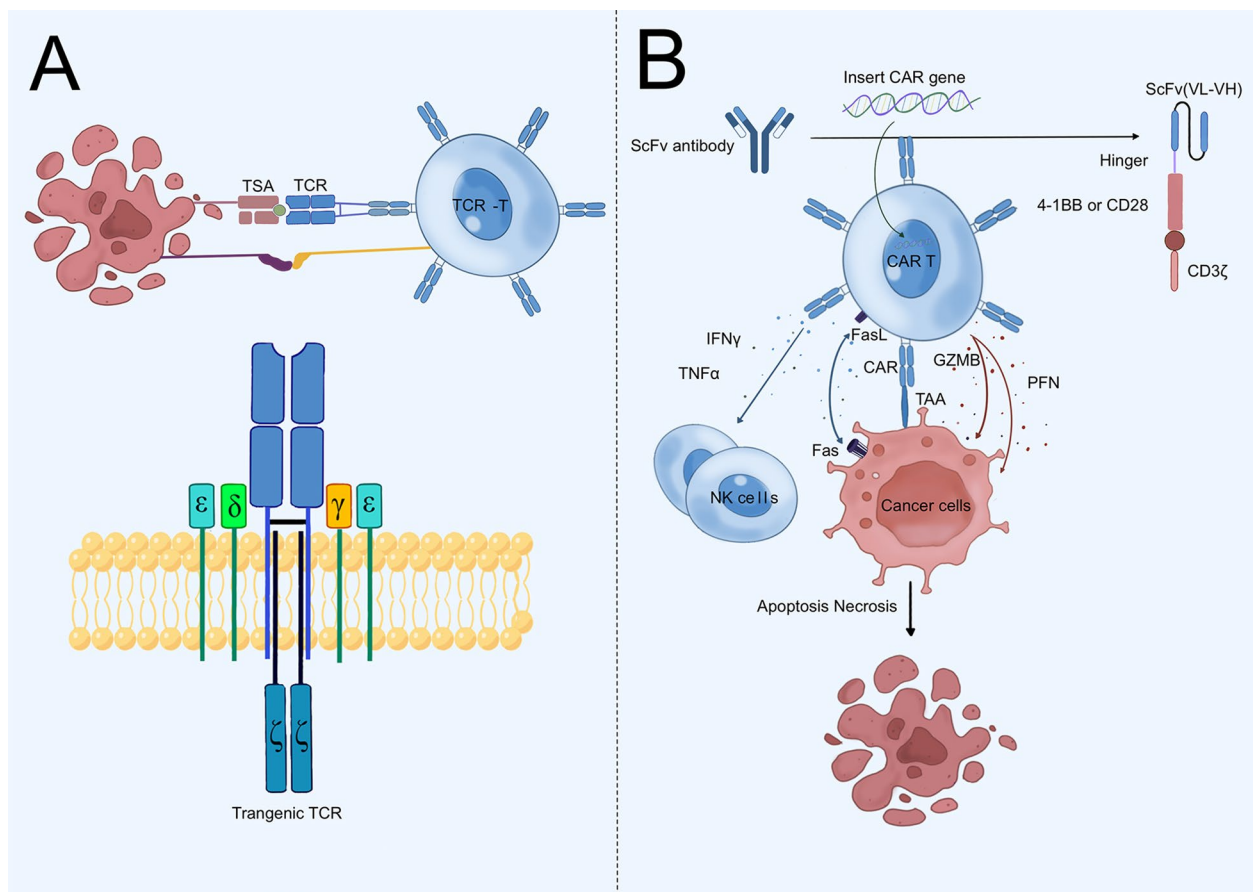 A
TSA
TCR
TCR -T
ε
δ
γ
ε
ζ
ζ
Trangenic TCR
B
Insert CAR gene
ScFv(VL-VH)
ScFv antibody
Hinger
4-1BB or CD28
CD3ζ
CAR T
IFNγ
FasL
TNFα
CAR
GZMB
PFN
TAA
Fas
NK cells
Cancer cells
Apoptosis Necrosis